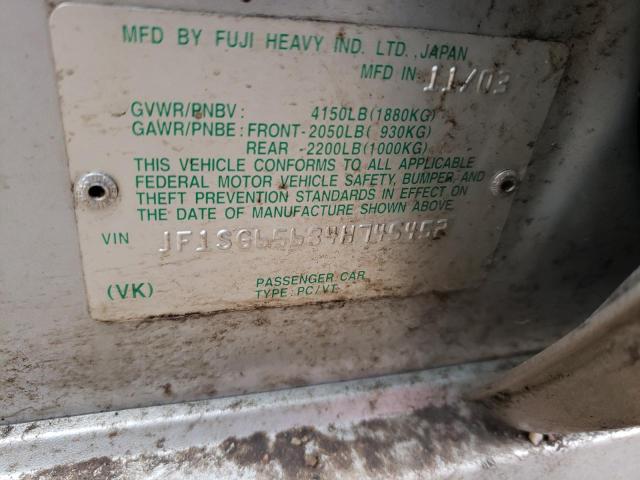 MFD BY FUJI HEAVY IND. LTD., JAPAN
MFD IN: 11/03
GVWR/PNBV: 4150LB(1880KG)
GAWR/PNBE: FRONT-2050LB( 930KG)
REAR -2200LB(1000KG)
THIS VEHICLE CONFORMS TO ALL APPLICABLE
FEDERAL MOTOR VEHICLE SAFETY, BUMPER, AND
THEFT PREVENTION STANDARDS IN EFFECT ON
THE DATE OF MANUFACTURE SHOWN ABOVE.
VIN JF1SG65634H745452
(VK) PASSENGER CAR
TYPE: PC/VT